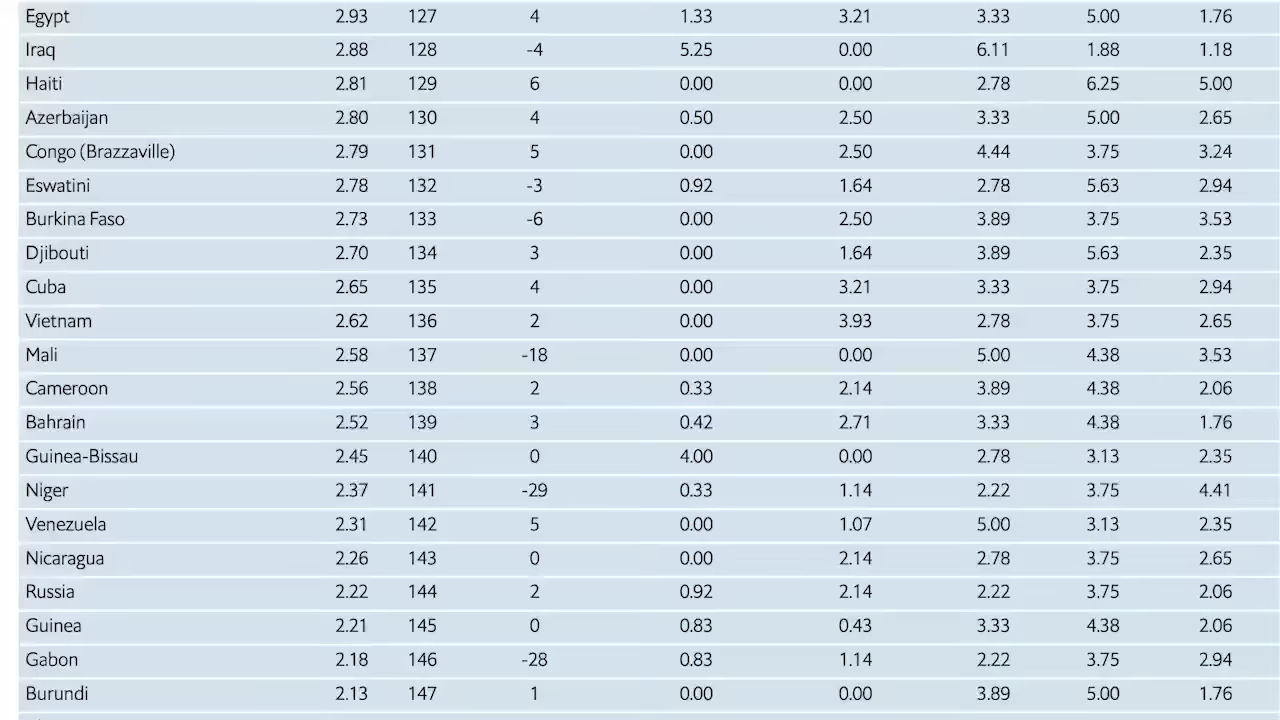 Egypt 2.93 127 4 1.33 3.21 3.33 5.00 1.76
Iraq 2.88 128 -4 5.25 0.00 6.11 1.88 1.18
Haiti 2.81 129 6 0.00 0.00 2.78 6.25 5.00
Azerbaijan 2.80 130 4 0.50 2.50 3.33 5.00 2.65
Congo (Brazzaville) 2.79 131 5 0.00 2.50 4.44 3.75 3.24
Eswatini 2.78 132 -3 0.92 1.64 2.78 5.63 2.94
Burkina Faso 2.73 133 -6 0.00 2.50 3.89 3.75 3.53
Djibouti 2.70 134 3 0.00 1.64 3.89 5.63 2.35
Cuba 2.65 135 4 0.00 3.21 3.33 3.75 2.94
Vietnam 2.62 136 2 0.00 3.93 2.78 3.75 2.65
Mali 2.58 137 -18 0.00 0.00 5.00 4.38 3.53
Cameroon 2.56 138 2 0.33 2.14 3.89 4.38 2.06
Bahrain 2.52 139 3 0.42 2.71 3.33 4.38 1.76
Guinea-Bissau 2.45 140 0 4.00 0.00 2.78 3.13 2.35
Niger 2.37 141 -29 0.33 1.14 2.22 3.75 4.41
Venezuela 2.31 142 5 0.00 1.07 5.00 3.13 2.35
Nicaragua 2.26 143 0 0.00 2.14 2.78 3.75 2.65
Russia 2.22 144 2 0.92 2.14 2.22 3.75 2.06
Guinea 2.21 145 0 0.83 0.43 3.33 4.38 2.06
Gabon 2.18 146 -28 0.83 1.14 2.22 3.75 2.94
Burundi 2.13 147 1 0.00 0.00 3.89 5.00 1.76